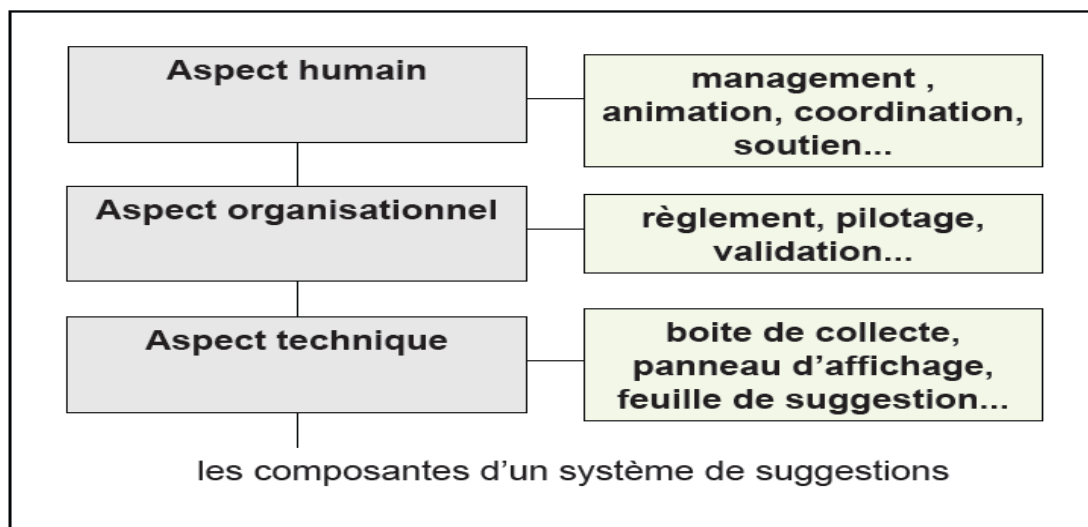 Aspect humain
management ,
animation, coordination,
soutien...
Aspect organisationnel
règlement, pilotage,
validation...
Aspect technique
boite de collecte,
panneau d'affichage,
feuille de suggestion...
les composantes d'un système de suggestions